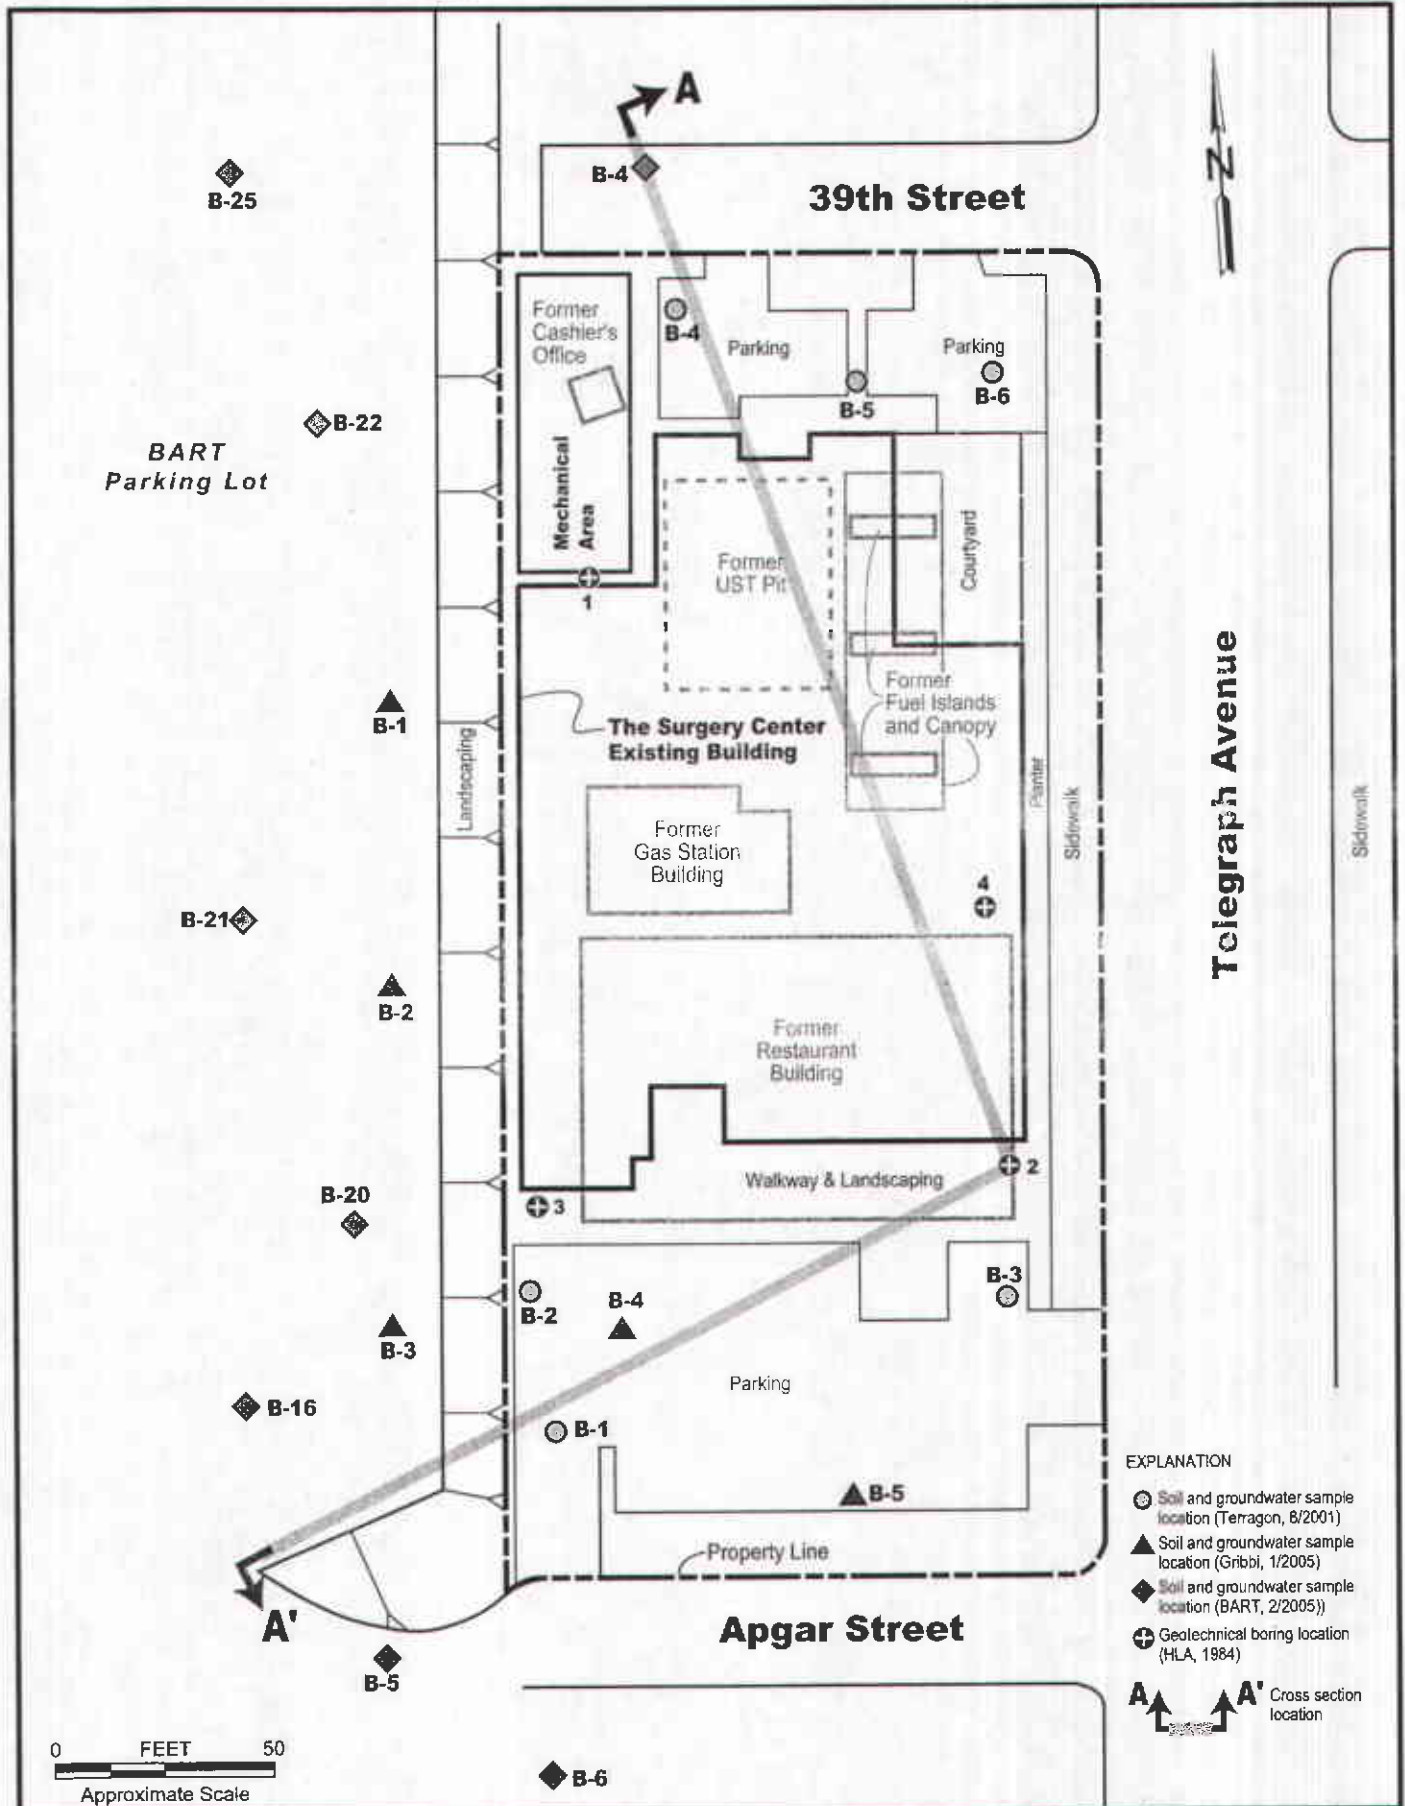 A
B-4
39th Street
B-25
N
Former
Cashier's
Office
B-4
Parking
Parking
B-5
B-6
B-22
BART
Parking Lot
Mechanical
Area
Former
UST Pit
Courtyard
1
B-1
Former
Fuel Islands
and Canopy
The Surgery Center
Existing Building
Landscaping
Planter
Sidewalk
Telegraph Avenue
Sidewalk
Former
Gas Station
Building
4
B-21
B-2
Former
Restaurant
Building
2
Walkway & Landscaping
B-20
3
B-3
B-2
B-4
B-3
Parking
B-16
B-1
B-5
Property Line
A'
Apgar Street
B-5
B-6
EXPLANATION
Soil and groundwater sample
location (Terragon, 6/2001)
Soil and groundwater sample
location (Gribbi, 1/2005)
Soil and groundwater sample
location (BART, 2/2005))
Geotechnical boring location
(HLA, 1984)
A A' Cross section
location
0 FEET 50
Approximate Scale